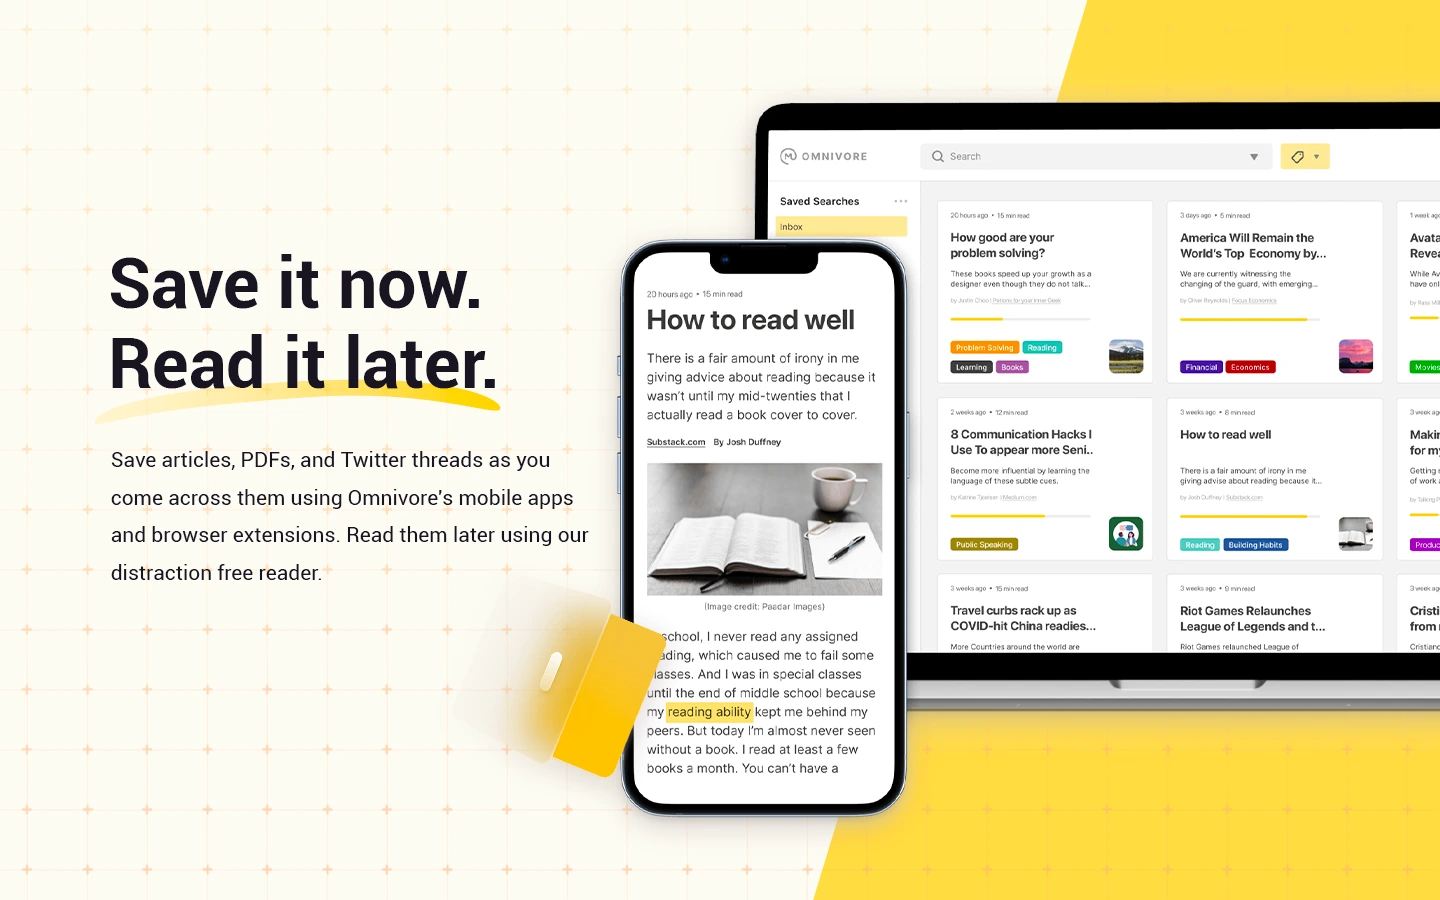 Save it now.
Read it later.
Save articles, PDFs, and Twitter threads as you
come across them using Omnivore's mobile apps
and browser extensions. Read them later using our
distraction free reader.
OMNIVORE
Search
Saved Searches
Inbox
20 hours ago • 15 min read
How to read well
There is a fair amount of irony in me
giving advice about reading because it
wasn't until my mid-twenties that I
actually read a book cover to cover.
Substack.com By Josh Duffney
(Image credit: Paadar Images)
school, I never read any assigned
ading, which caused me to fail some
lasses. And I was in special classes
until the end of middle school because
my reading ability kept me behind my
peers. But today I'm almost never seen
without a book. I read at least a few
books a month. You can't have a
20 hours ago • 15 min read
How good are your
problem solving?
These books speed up your growth as a
designer even though they do not talk...
by Justin Choo | Potions for your Inner Geek
Problem Solving Reading
Learning Books
3 days ago • 5 min read
America Will Remain the
World's Top Economy by...
We are currently witnessing the
changing of the guard, with emerging...
by Oliver Reynolds | Focus Economics
Financial Economics
1 week ago
Avata
Revea
While Av
have onl
Movies
2 weeks ago • 12 min read
8 Communication Hacks I
Use To appear more Seni..
Become more influential by learning the
language of these subtle cues.
| Medium.com
Public Speaking
3 weeks ago • 8 min read
How to read well
There is a fair amount of irony in me
giving advise about reading because it...
by Josh Duffney | Substack.com
Reading Building Habits
3 week ago
Makin
for my
Getting r
of work a
Produc
3 weeks ago • 15 min read
Travel curbs rack up as
COVID-hit China readies...
More Countries around the world are
3 weeks ago • 9 min read
Riot Games Relaunches
League of Legends and t...
Riot Games relaunched League of
3 weeks ag
Cristi
from r
Cristianc